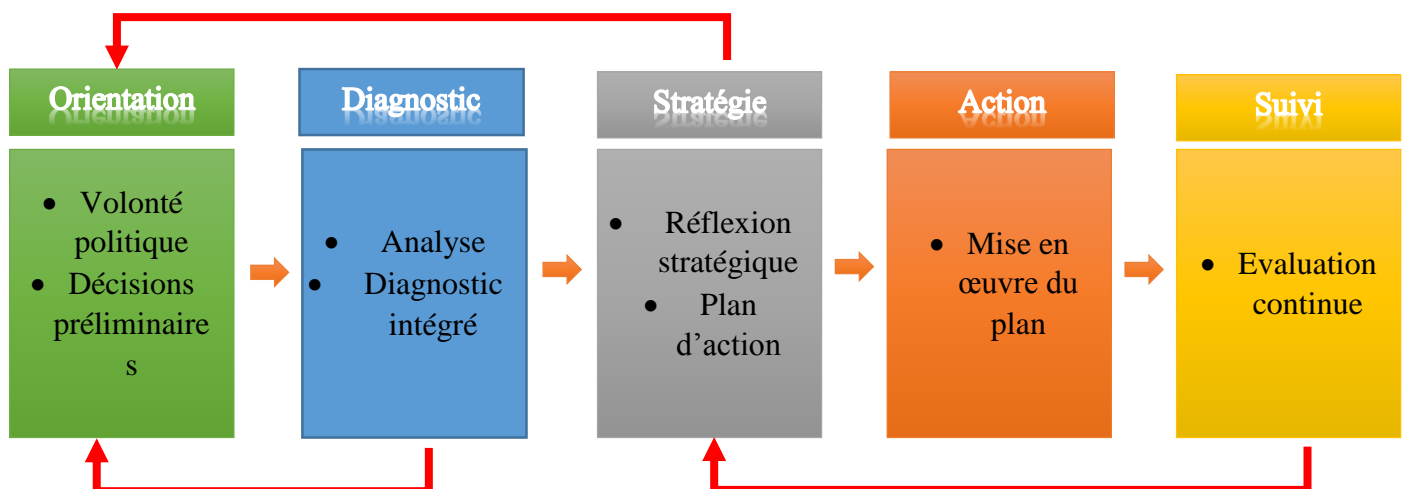 Orientation
Diagnostic
Stratégie
Action
Suivi
• Volonté
politique
• Décisions
préliminaire
s
• Analyse
• Diagnostic
intégré
• Réflexion
stratégique
• Plan
d’action
• Mise en
œuvre du
plan
• Evaluation
continue